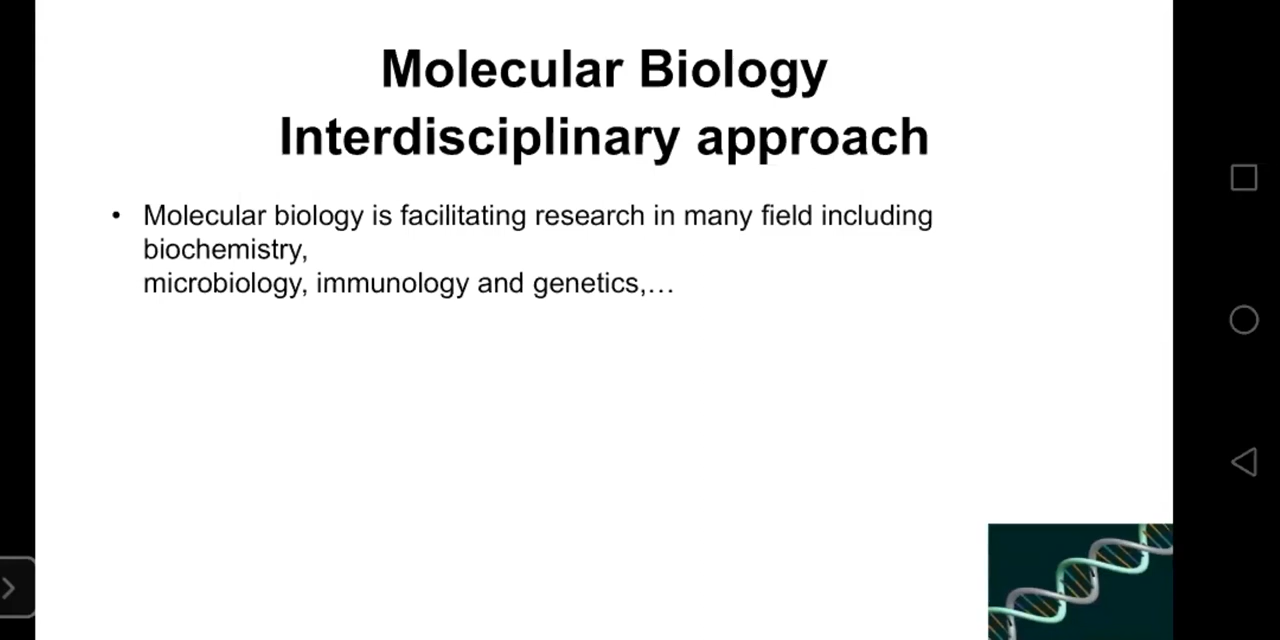 Molecular Biology
Interdisciplinary approach
• Molecular biology is facilitating research in many field including
biochemistry,
microbiology, immunology and genetics,…